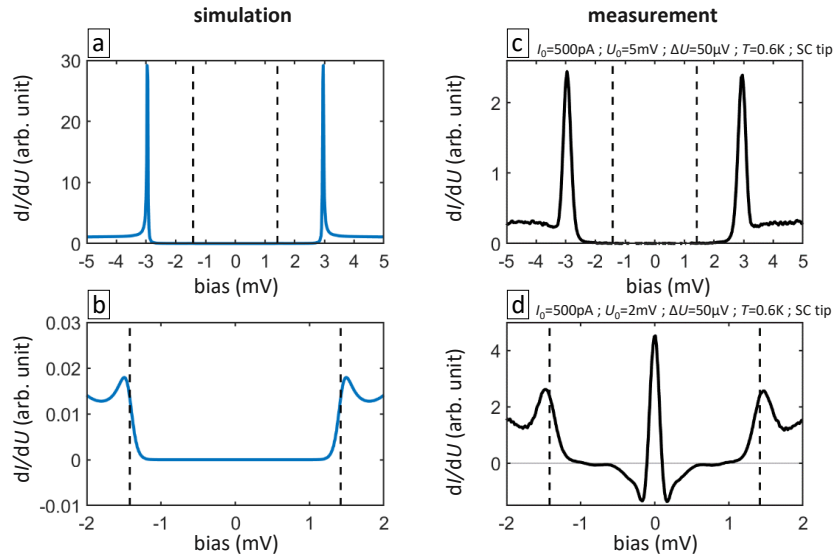 simulation
measurement
a
dI/dU (arb. unit)
30
20
10
0
-5 -4 -3 -2 -1 0 1 2 3 4 5
bias (mV)
c
I0=500pA ; U0=5mV ; ΔU=50μV ; T=0.6K ; SC tip
dI/dU (arb. unit)
2
1
0
-5 -4 -3 -2 -1 0 1 2 3 4 5
bias (mV)
b
dI/dU (arb. unit)
0.03
0.02
0.01
0
-0.01
-2 -1 0 1 2
bias (mV)
d
I0=500pA ; U0=2mV ; ΔU=50μV ; T=0.6K ; SC tip
dI/dU (arb. unit)
4
2
0
-2 -1 0 1 2
bias (mV)